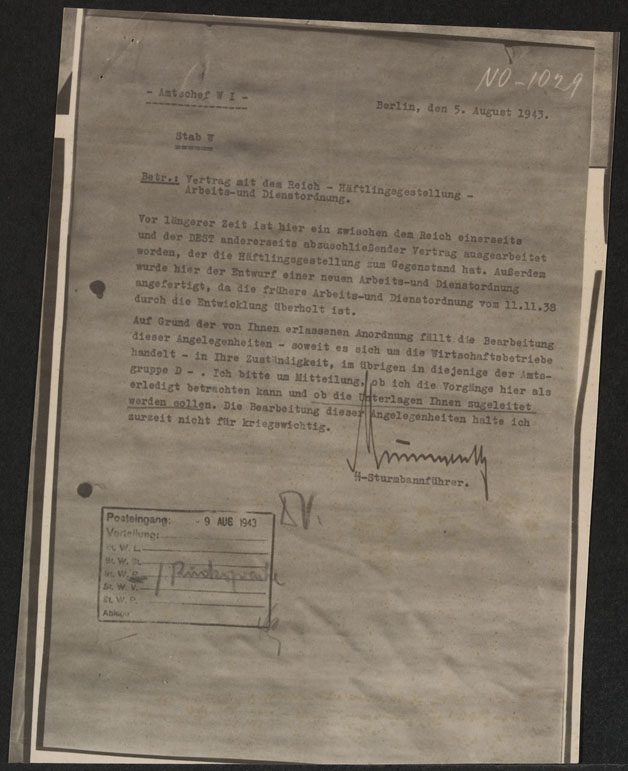 NO-1029
- Amtschef W I -
Berlin, den 5. August 1943.
Stab W
Betr.: Vertrag mit dem Reich - Häftlingsgestellung -
Arbeits-und Dienstordnung.
Vor längerer Zeit ist hier ein zwischen dem Reich einerseits
und der DEST andererseits abzuschließender Vertrag ausgearbeitet
worden, der die Häftlingsgestellung zum Gegenstand hat. Außerdem
wurde hier der Entwurf einer neuen Arbeits-und Dienstordnung
angefertigt, da die frühere Arbeits-und Dienstordnung vom 11.11.38
durch die Entwicklung überholt ist.
Auf Grund der von Ihnen erlassenen Anordnung fällt die Bearbeitung
dieser Angelegenheiten - soweit es sich um die Wirtschaftsbetriebe
handelt - in Ihre Zuständigkeit, im übrigen in diejenige der Amts-
gruppe D - . Ich bitte um Mitteilung, ob ich die Vorgänge hier als
erledigt betrachten kann und ob die Unterlagen Ihnen zugeleitet
werden sollen. Die Bearbeitung dieser Angelegenheiten halte ich
zurzeit nicht für kriegswichtig.
SS-Sturmbannführer.
Posteingang: - 9 AUG 1943
Verteilung:
St. W. L.
St. W.
St. W. Rücksprache
St. W. V.
St. W. P.
Ablage